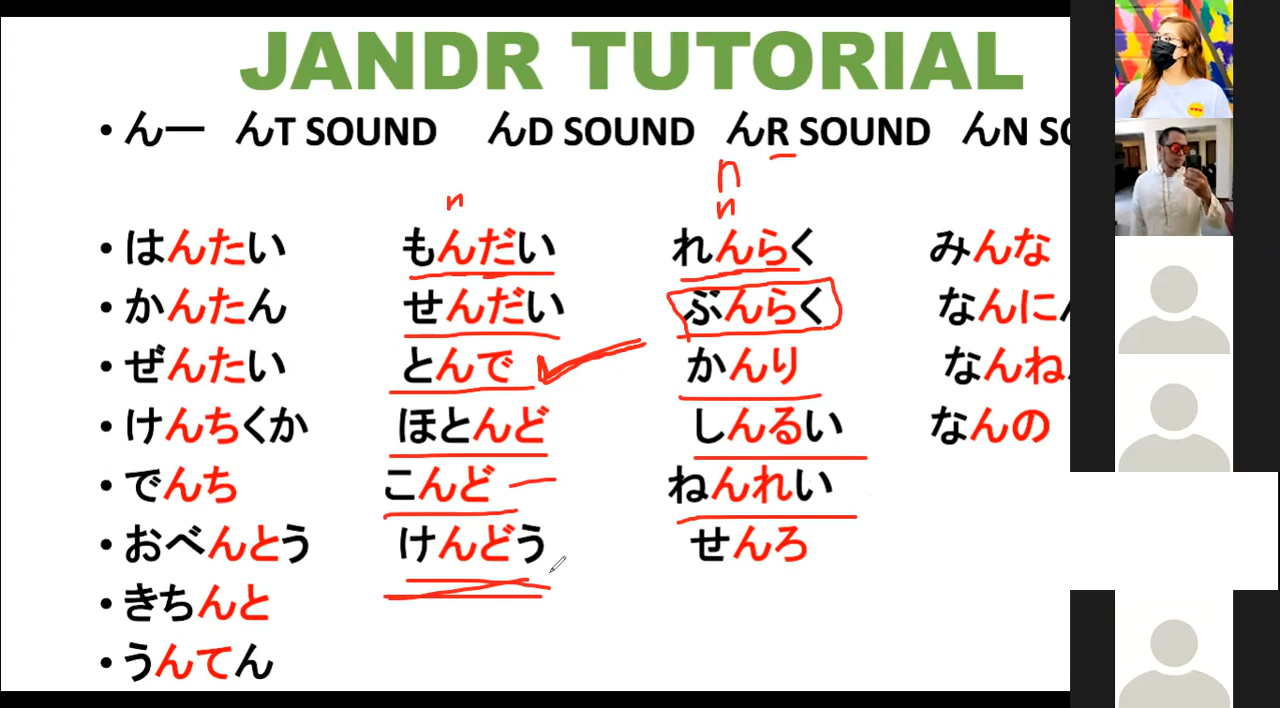 JANDR TUTORIAL
• んー んT SOUND んD SOUND んR SOUND んN SO
n
n n
• はんたい もんだい れんらく みんな
• かんたん せんだい ぶんらく なんに
• ぜんたい とんで かんり なんね
• けんちくか ほとんど しんるい なんの
• でんち こんど ねんれい
• おべんとう けんどう せんろ
• きちんと
• うんてん